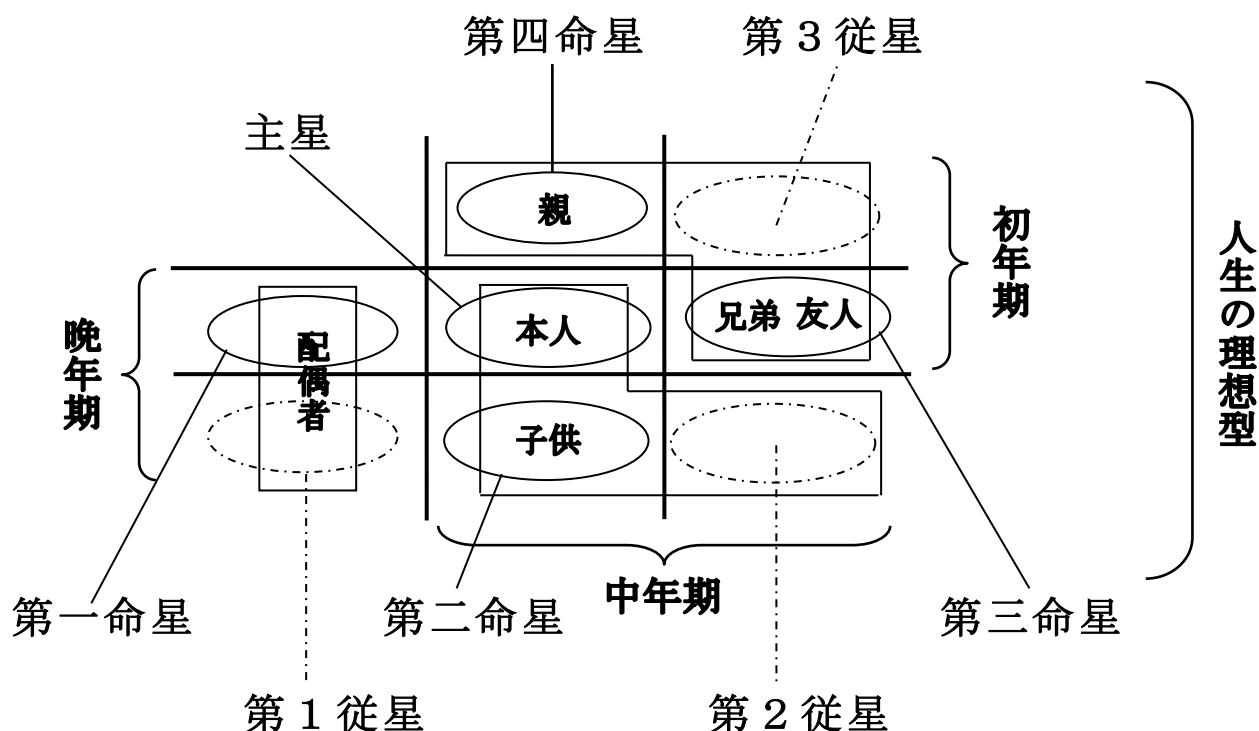 第四命星
第3従星
主星
親
初年期
人生の理想型
晩年期
配偶者
本人
兄弟 友人
子供
中年期
第一命星
第二命星
第三命星
第1従星
第2従星